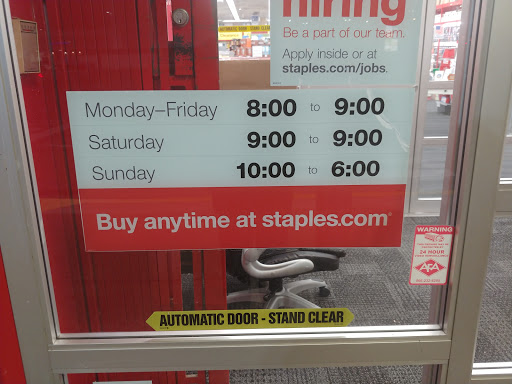 hiring
Be a part of our team.
Apply inside or at
staples.com/jobs.
Monday–Friday 8:00 to 9:00
Saturday 9:00 to 9:00
Sunday 10:00 to 6:00
Buy anytime at staples.com®
WARNING
24 HOUR
AFA
AUTOMATIC DOOR - STAND CLEAR